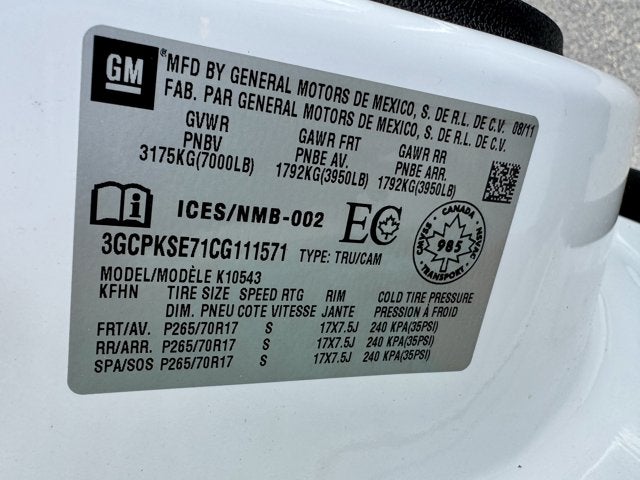 GM
® MFD BY GENERAL MOTORS DE MEXICO, S. DE R.L. DE C.V. 08/11
FAB. PAR GENERAL MOTORS DE MEXICO, S. DE R.L. DE C.V.
GVWR GAWR FRT GAWR RR
PNBV PNBE AV. PNBE ARR.
3175KG(7000LB) 1792KG(3950LB) 1792KG(3950LB)
ICES/NMB-002 EC
CANADA
CMVSS 985 NSVAC
TRANSPORT
3GCPKSE71CG111571 TYPE: TRU/CAM
MODEL/MODÈLE K10543
KFHN TIRE SIZE SPEED RTG RIM COLD TIRE PRESSURE
DIM. PNEU COTE VITESSE JANTE PRESSION À FROID
FRT/AV. P265/70R17 S 17X7.5J 240 KPA(35PSI)
RR/ARR. P265/70R17 S 17X7.5J 240 KPA(35PSI)
SPA/SOS P265/70R17 S 17X7.5J 240 KPA(35PSI)